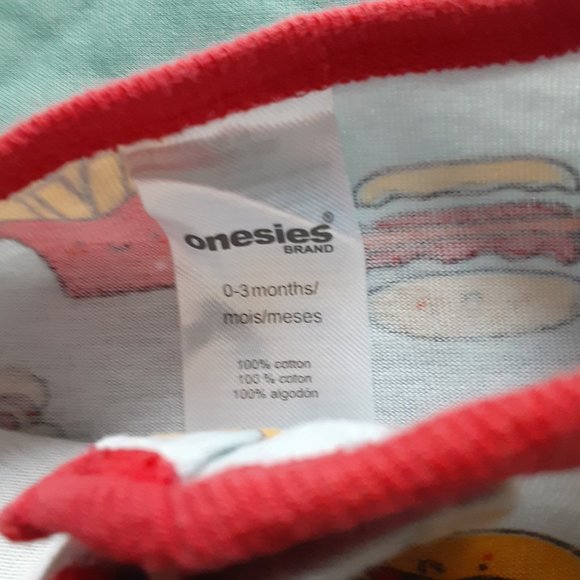 onesies®
BRAND
0-3 months/
mois/meses
100% cotton
100 % coton
100% algodón